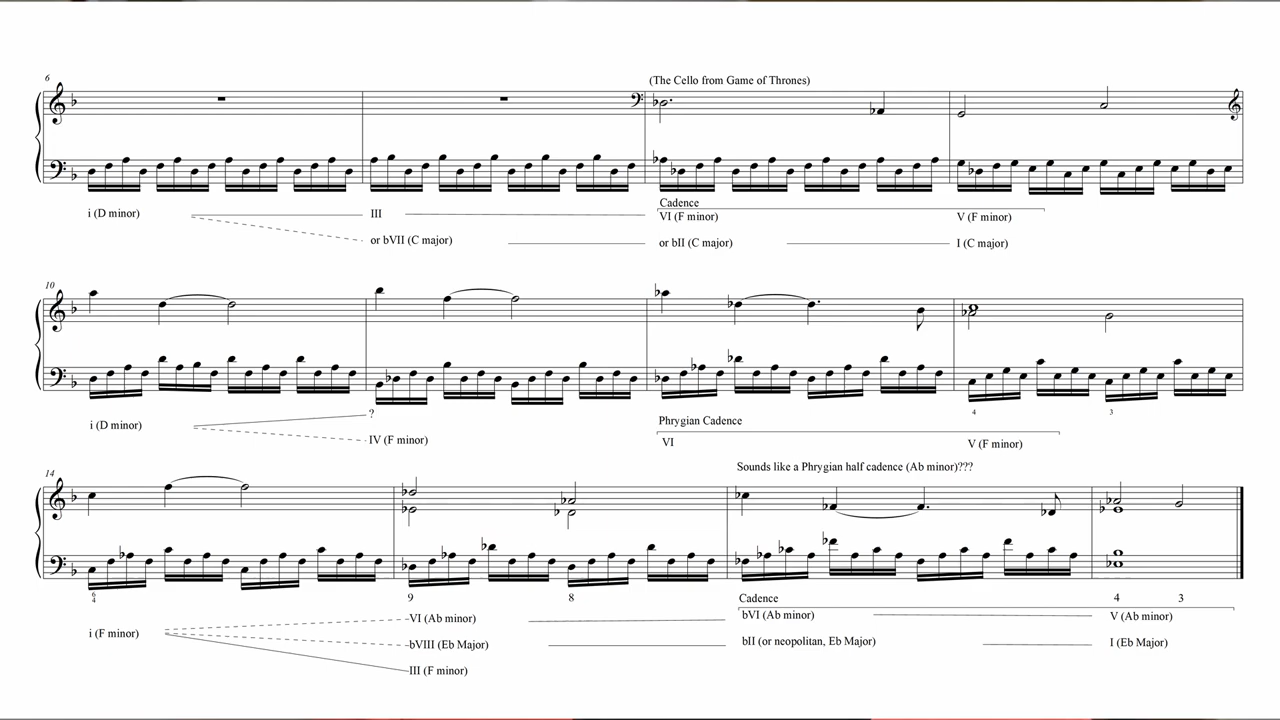 6
(The Cello from Game of Thrones)
i (D minor)
III
or bVII (C major)
Cadence
VI (F minor)
or bII (C major)
V (F minor)
I (C major)
10
i (D minor)
?
IV (F minor)
Phrygian Cadence
VI
4
3
V (F minor)
14
Sounds like a Phrygian half cadence (Ab minor)???
6
4
i (F minor)
9 8
VI (Ab minor)
bVIII (Eb Major)
III (F minor)
Cadence
bVI (Ab minor)
bII (or neopolitan, Eb Major)
4 3
V (Ab minor)
I (Eb Major)